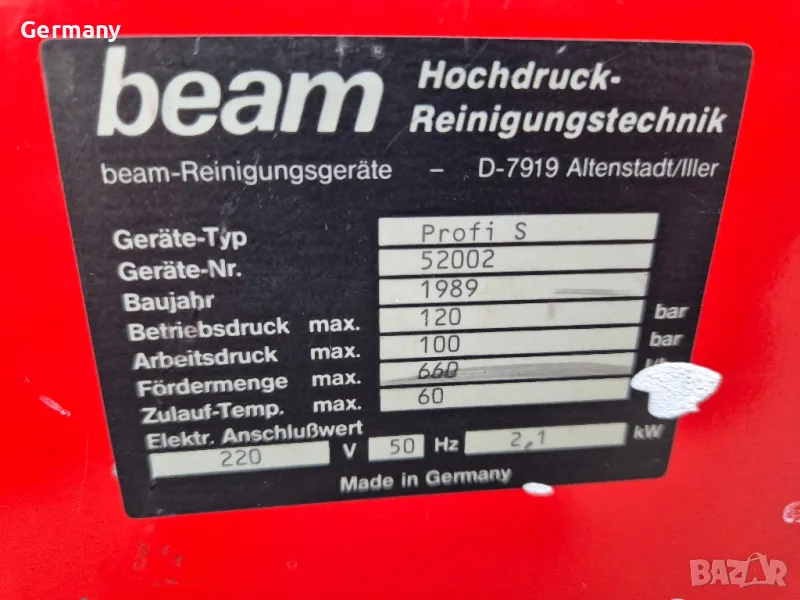 Germany
beam Hochdruck-
Reinigungstechnik
beam-Reinigungsgeräte – D-7919 Altenstadt/Iller
Geräte-Typ Profi S
Geräte-Nr. 52002
Baujahr 1989
Betriebsdruck max. 120 bar
Arbeitsdruck max. 100 bar
Fördermenge max. 660
Zulauf-Temp. max. 60
Elektr. Anschlußwert
220 V 50 Hz 2,1 kW
Made in Germany
BAZAR